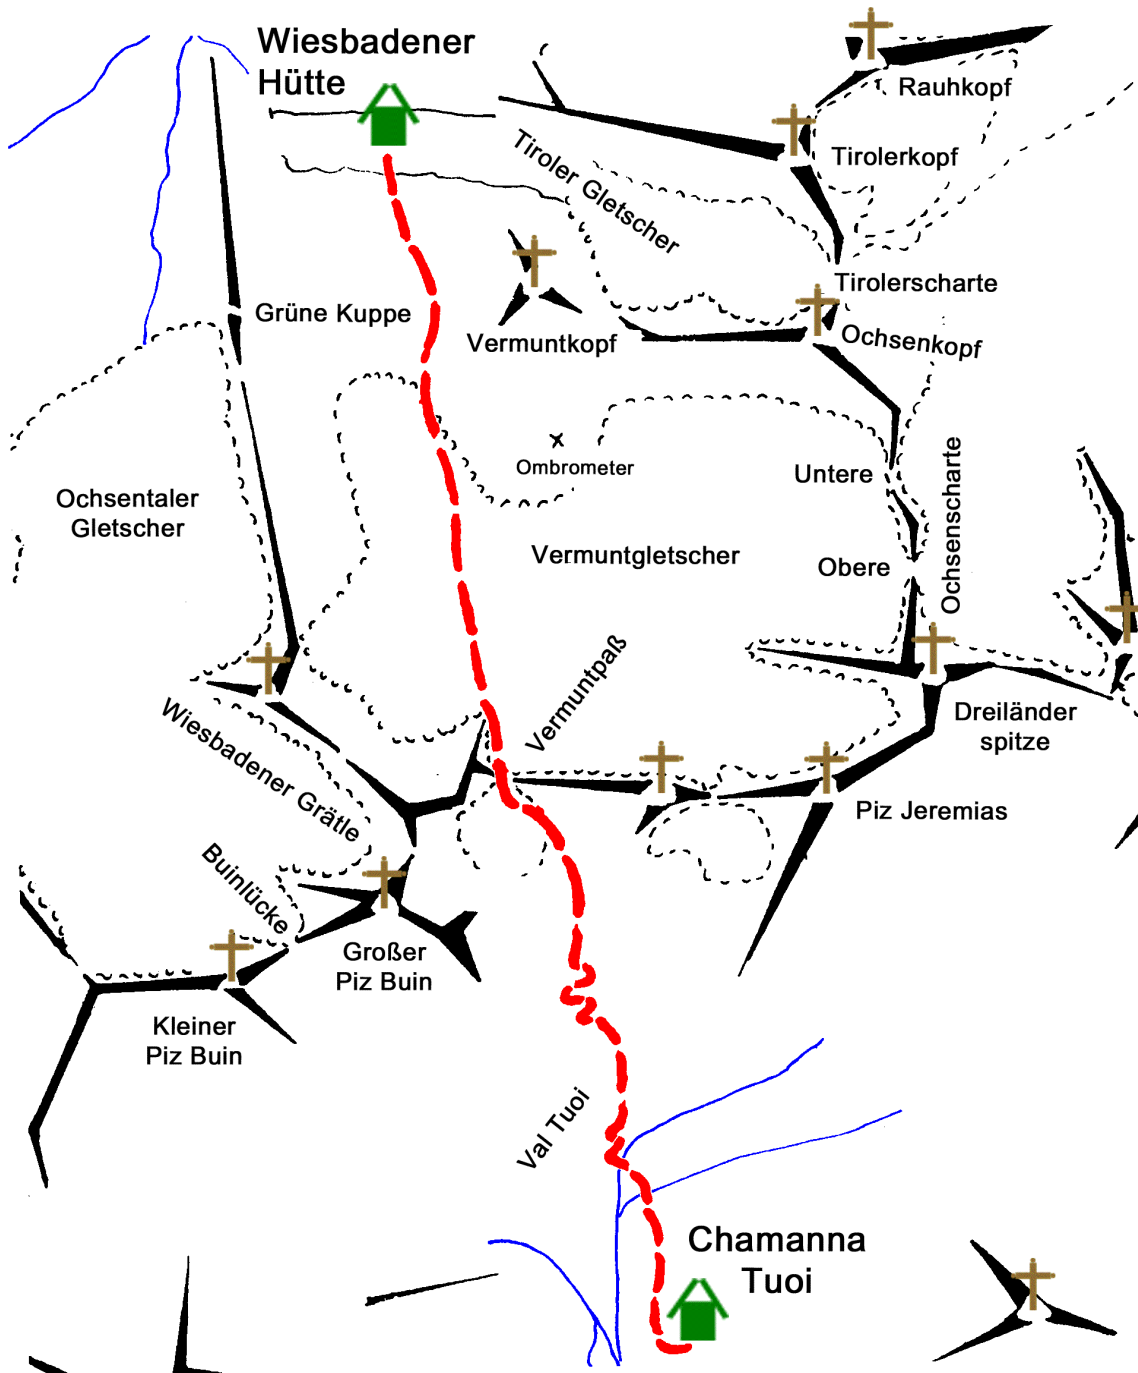 Wiesbadener
Hütte
Rauhkopf
Tirolerkopf
Tiroler Gletscher
Tirolerscharte
Grüne Kuppe
Vermuntkopf
Ochsenkopf
Ombrometer
Untere
Ochsenscharte
Obere
Ochsentaler
Gletscher
Vermuntgletscher
Vermuntpaß
Wiesbadener Grätle
Dreiländer
spitze
Piz Jeremias
Buinlücke
Großer
Piz Buin
Kleiner
Piz Buin
Val Tuoi
Chamanna
Tuoi